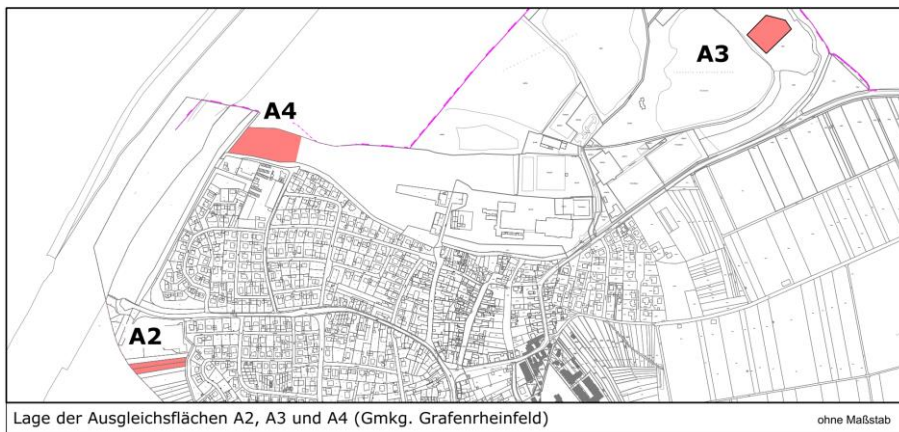 A3
A4
A2
Lage der Ausgleichsflächen A2, A3 und A4 (Gmkg. Grafenrheinfeld)
ohne Maßstab